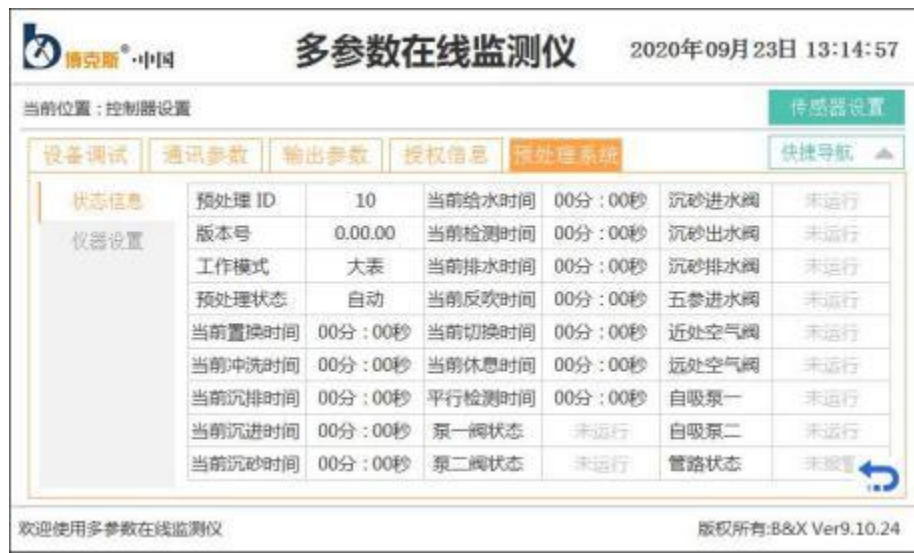 博克斯®·中国 多参数在线监测仪 2020年09月23日 13:14:57
当前位置：控制器设置 传感器设置
设备调试 通讯参数 输出参数 授权信息 预处理系统 快捷导航
状态信息 预处理 ID 10 当前给水时间 00分：00秒 沉砂进水阀 未运行
仪器设置 版本号 0.00.00 当前检测时间 00分：00秒 沉砂出水阀 未运行
工作模式 大表 当前排水时间 00分：00秒 沉砂排水阀 未运行
预处理状态 自动 当前反吹时间 00分：00秒 五参进水阀 未运行
当前置换时间 00分：00秒 当前切换时间 00分：00秒 近处空气阀 未运行
当前冲洗时间 00分：00秒 当前休息时间 00分：00秒 远处空气阀 未运行
当前沉排时间 00分：00秒 平行检测时间 00分：00秒 自吸泵一 未运行
当前沉进时间 00分：00秒 泵一阀状态 未运行 自吸泵二 未运行
当前沉砂时间 00分：00秒 泵二阀状态 未运行 管路状态 未报警
欢迎使用多参数在线监测仪 版权所有:B&X Ver9.10.24